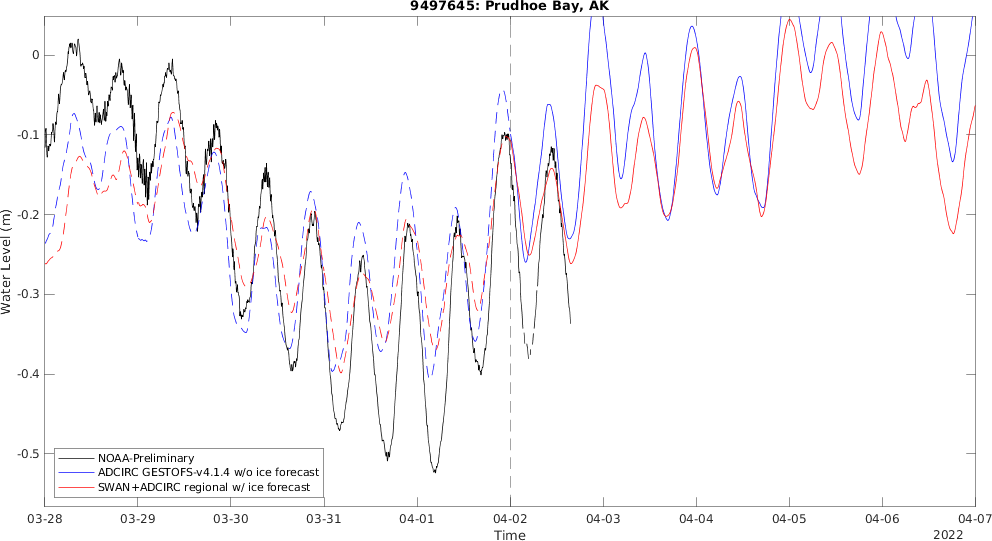 9497645: Prudhoe Bay, AK
0
-0.1
-0.2
-0.3
-0.4
-0.5
Water Level (m)
NOAA-Preliminary
ADCIRC GESTOFS-v4.1.4 w/o ice forecast
SWAN+ADCIRC regional w/ ice forecast
03-28 03-29 03-30 03-31 04-01 04-02 04-03 04-04 04-05 04-06 04-07
Time
2022